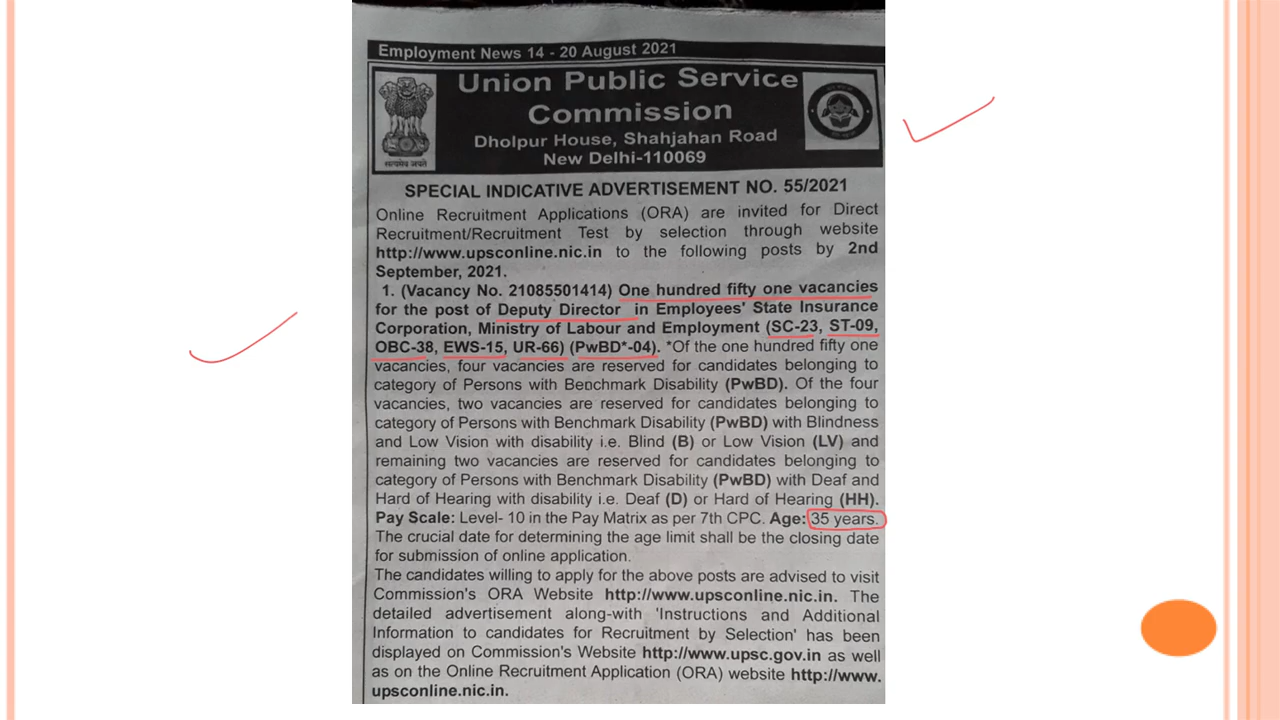 Employment News 14 - 20 August 2021
Union Public Service
Commission
Dholpur House, Shahjahan Road
New Delhi-110069
सत्यमेव जयते
SPECIAL INDICATIVE ADVERTISEMENT NO. 55/2021
Online Recruitment Applications (ORA) are invited for Direct
Recruitment/Recruitment Test by selection through website
http://www.upsconline.nic.in to the following posts by 2nd
September, 2021.
1. (Vacancy No. 21085501414) One hundred fifty one vacancies
for the post of Deputy Director in Employees' State Insurance
Corporation, Ministry of Labour and Employment (SC-23, ST-09,
OBC-38, EWS-15, UR-66) (PwBD*-04). *Of the one hundred fifty one
vacancies, four vacancies are reserved for candidates belonging to
category of Persons with Benchmark Disability (PwBD). Of the four
vacancies, two vacancies are reserved for candidates belonging to
category of Persons with Benchmark Disability (PwBD) with Blindness
and Low Vision with disability i.e. Blind (B) or Low Vision (LV) and
remaining two vacancies are reserved for candidates belonging to
category of Persons with Benchmark Disability (PwBD) with Deaf and
Hard of Hearing with disability i.e. Deaf (D) or Hard of Hearing (HH).
Pay Scale: Level- 10 in the Pay Matrix as per 7th CPC. Age: 35 years.
The crucial date for determining the age limit shall be the closing date
for submission of online application.
The candidates willing to apply for the above posts are advised to visit
Commission's ORA Website http://www.upsconline.nic.in. The
detailed advertisement along-with 'Instructions and Additional
Information to candidates for Recruitment by Selection' has been
displayed on Commission's Website http://www.upsc.gov.in as well
as on the Online Recruitment Application (ORA) website http://www.
upsconline.nic.in.